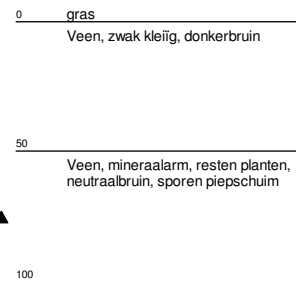 0 gras
Veen, zwak kleiïg, donkerbruin
50
Veen, mineraalarm, resten planten,
neutraalbruin, sporen piepschuim
100